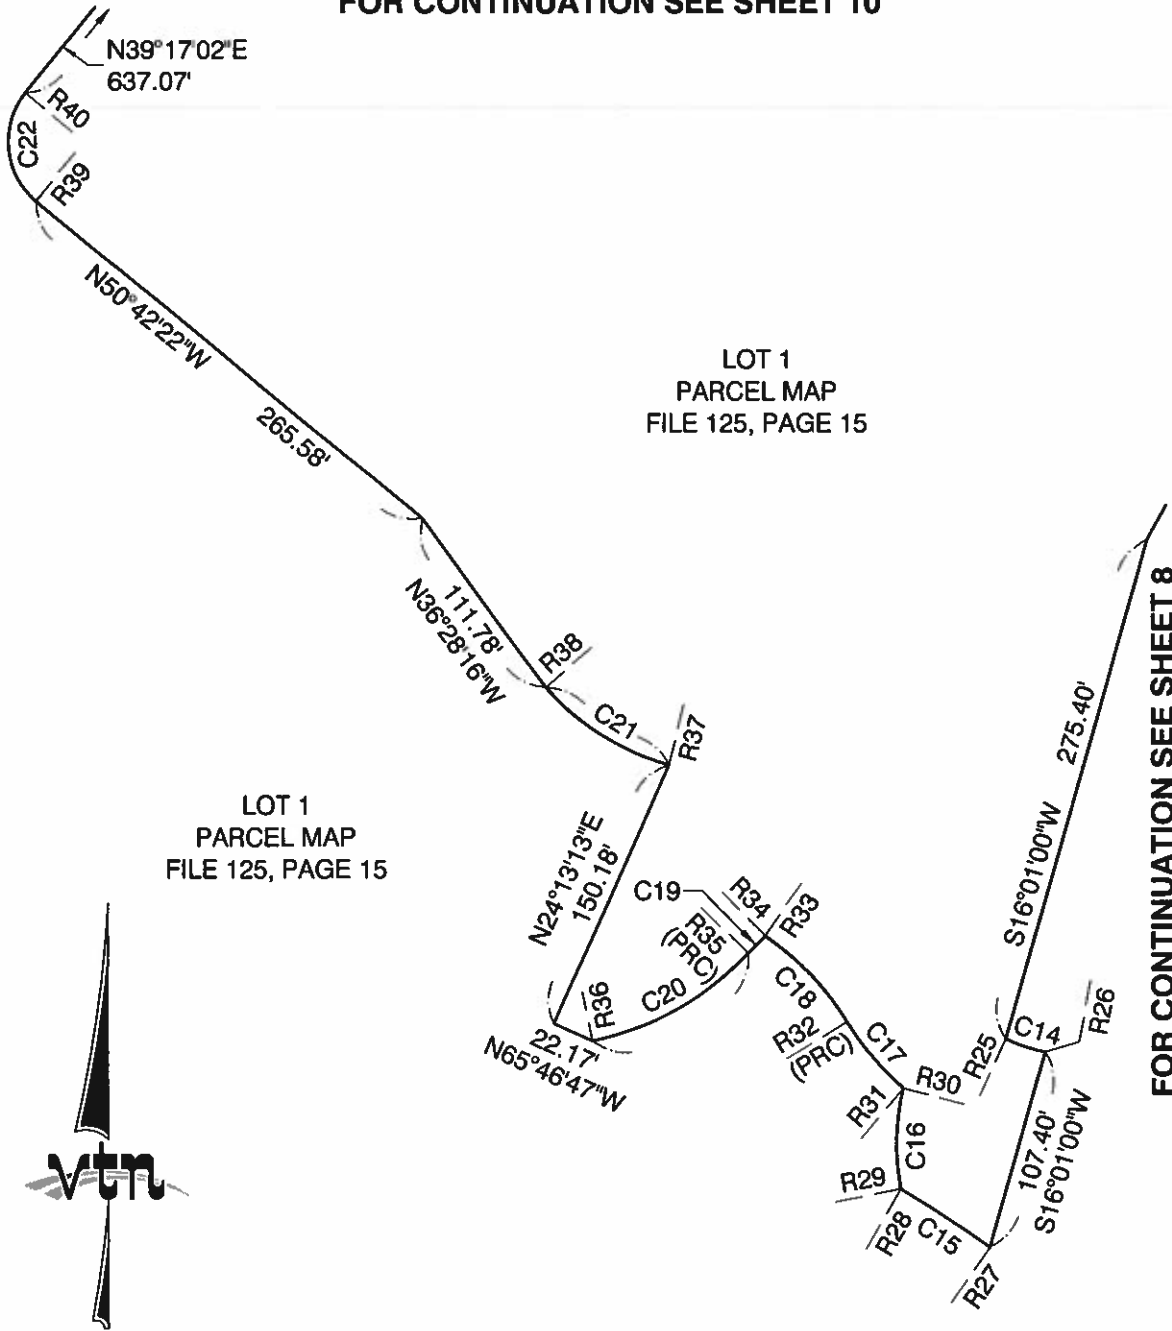 FOR CONTINUATION SEE SHEET 10
N39°17'02"E
637.07'
R40
C22
R39
N50°42'22"W
265.58'
LOT 1
PARCEL MAP
FILE 125, PAGE 15
111.78'
N36°28'16"W
R38
C21
R37
275.40'
S16°01'00"W
FOR CONTINUATION SEE SHEET 8
LOT 1
PARCEL MAP
FILE 125, PAGE 15
N24°13'13"E
150.18'
C19
R34
R33
R35
(PRC)
C20
C18
R36
22.17'
N65°46'47"W
R32
(PRC)
C17
R25
C14
R26
R30
R31
C16
107.40'
S16°01'00"W
R29
R28
C15
R27
vtn